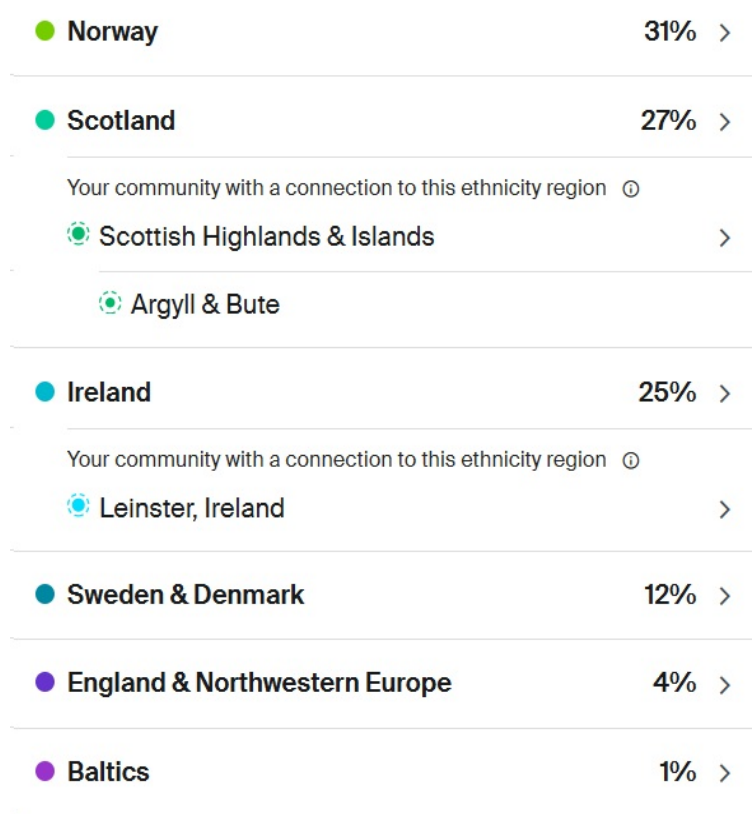 Norway 31%
Scotland 27%
Your community with a connection to this ethnicity region
Scottish Highlands & Islands
Argyll & Bute
Ireland 25%
Your community with a connection to this ethnicity region
Leinster, Ireland
Sweden & Denmark 12%
England & Northwestern Europe 4%
Baltics 1%